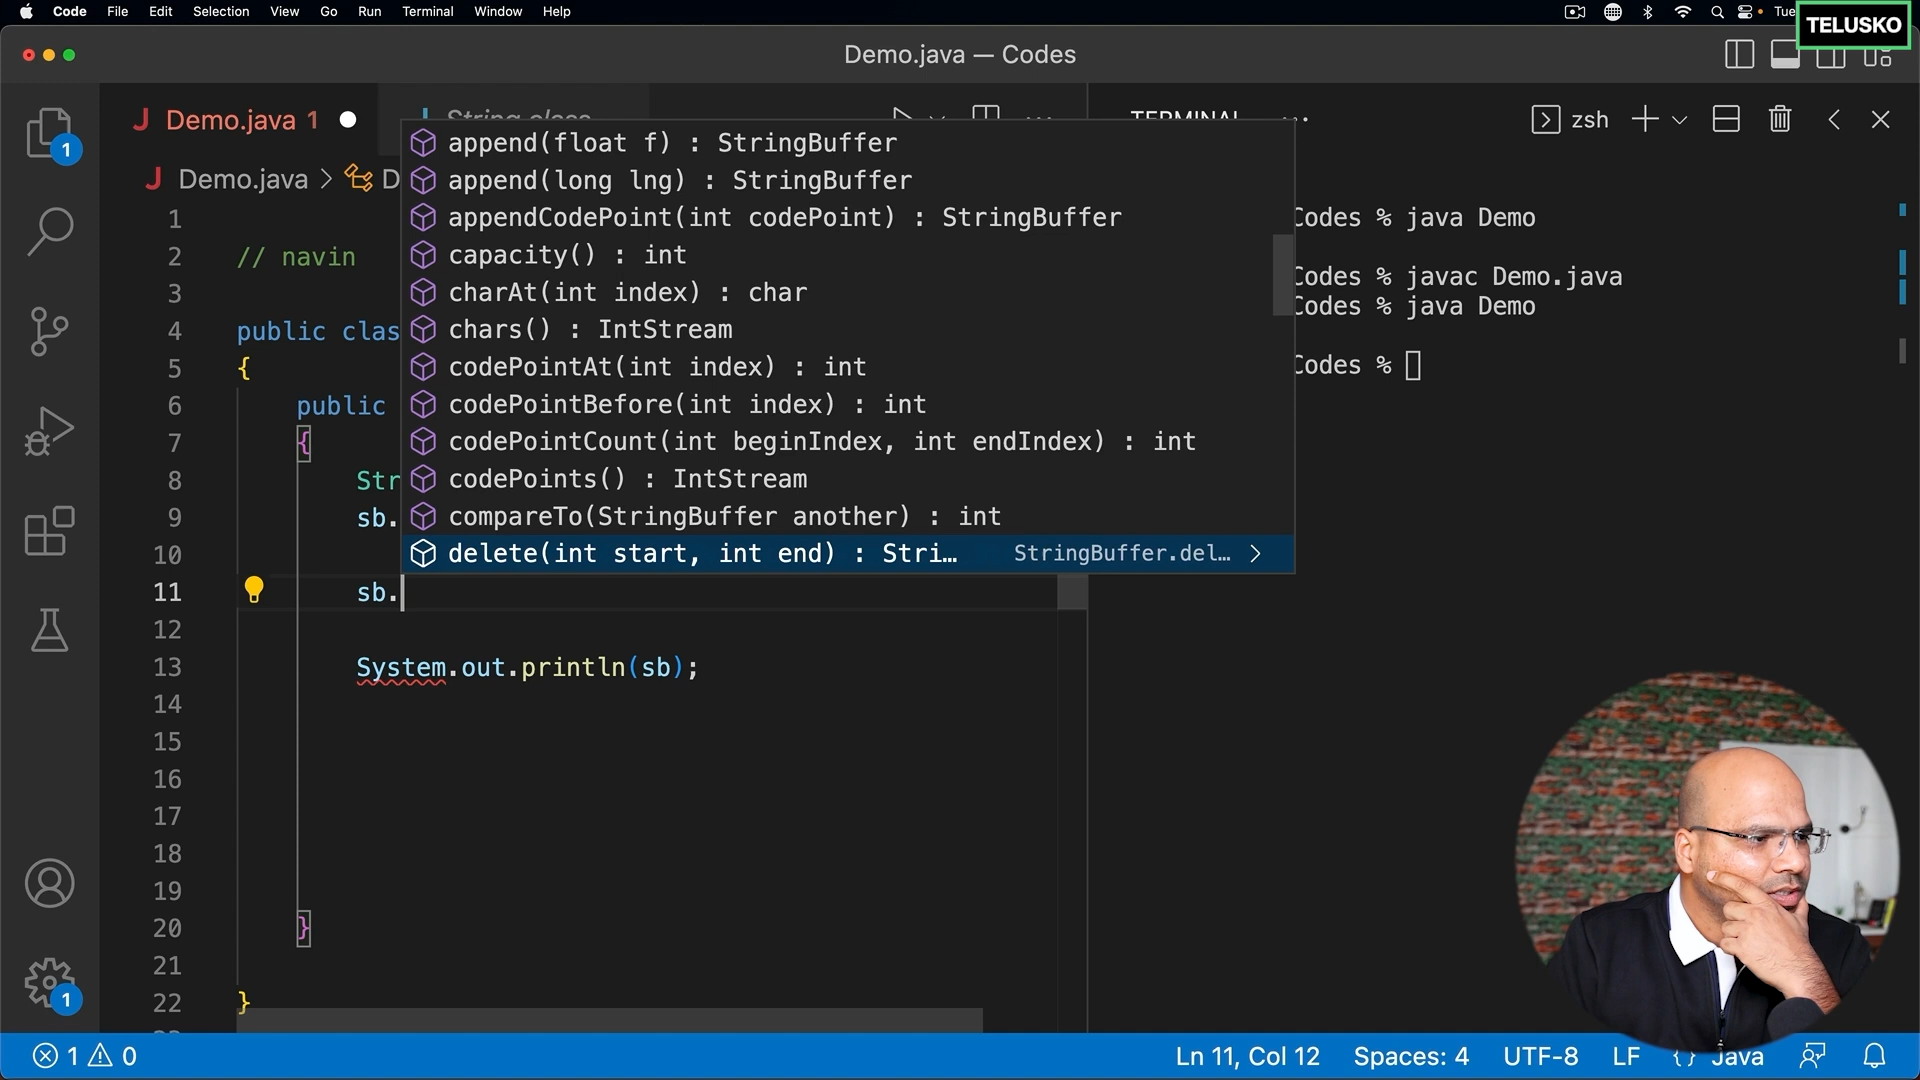 Code File Edit Selection View Go Run Terminal Window Help Tue
TELUSKO
Demo.java — Codes
Demo.java 1
TERMINAL
zsh
Demo.java > D
1
2 // navin
3
4 public clas
5 {
6 public
7 {
8 Str
9 sb.
10
11 sb.
12
13 System.out.println(sb);
14
15
16
17
18
19
20 }
21
22 }
append(float f) : StringBuffer
append(long lng) : StringBuffer
appendCodePoint(int codePoint) : StringBuffer
capacity() : int
charAt(int index) : char
chars() : IntStream
codePointAt(int index) : int
codePointBefore(int index) : int
codePointCount(int beginIndex, int endIndex) : int
codePoints() : IntStream
compareTo(StringBuffer another) : int
delete(int start, int end) : Stri… StringBuffer.del… >
Codes % java Demo
Codes % javac Demo.java
Codes % java Demo
Codes %
1
1
1 0
Ln 11, Col 12 Spaces: 4 UTF-8 LF {} Java